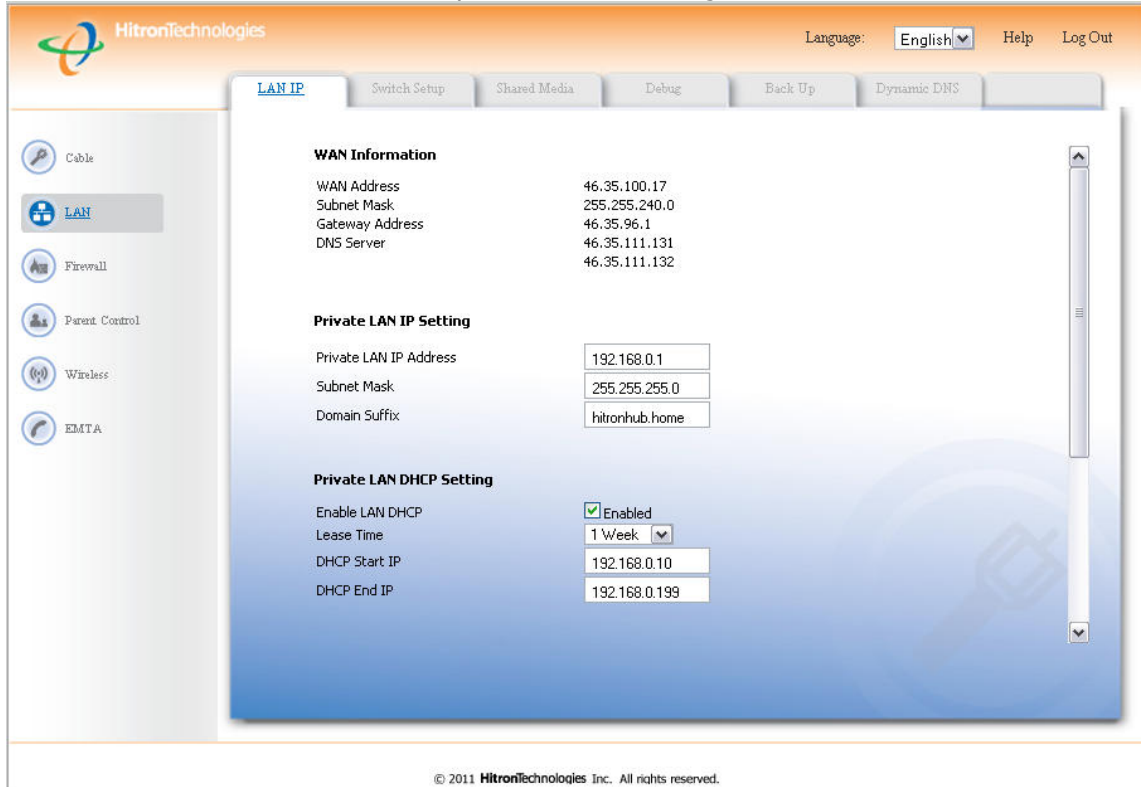 HitronTechnologies
Language: English Help Log Out
LAN IP Switch Setup Shared Media Debug Back Up Dynamic DNS
Cable
LAN
Firewall
Parent Control
Wireless
EMTA
WAN Information
WAN Address 46.35.100.17
Subnet Mask 255.255.240.0
Gateway Address 46.35.96.1
DNS Server 46.35.111.131
46.35.111.132
Private LAN IP Setting
Private LAN IP Address 192.168.0.1
Subnet Mask 255.255.255.0
Domain Suffix hitronhub.home
Private LAN DHCP Setting
Enable LAN DHCP Enabled
Lease Time 1 Week
DHCP Start IP 192.168.0.10
DHCP End IP 192.168.0.199
© 2011 HitronTechnologies Inc. All rights reserved.